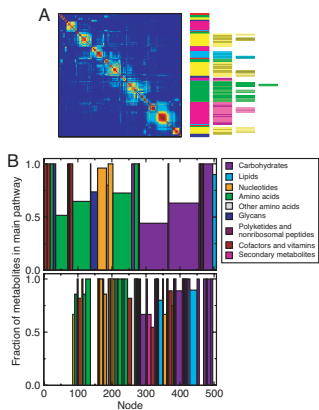 A
B
Fraction of metabolites in main pathway
1.0
0.5
0.0
1.0
0.5
0.0
0 100 200 300 400 500
Node
Carbohydrates
Lipids
Nucleotides
Amino acids
Other amino acids
Glycans
Polyketides and
nonribosomal peptides
Cofactors and vitamins
Secondary metabolites